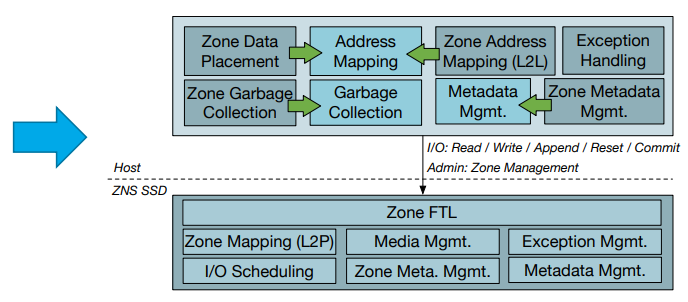 Zone Data Placement
Address Mapping
Zone Address Mapping (L2L)
Exception Handling
Zone Garbage Collection
Garbage Collection
Metadata Mgmt.
Zone Metadata Mgmt.
I/O: Read / Write / Append / Reset / Commit
Host
Admin: Zone Management
ZNS SSD
Zone FTL
Zone Mapping (L2P)
Media Mgmt.
Exception Mgmt.
I/O Scheduling
Zone Meta. Mgmt.
Metadata Mgmt.